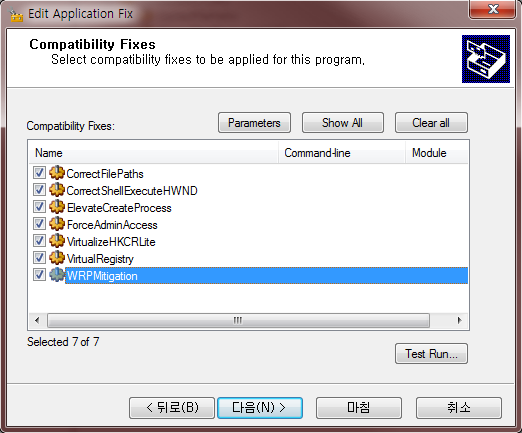 Edit Application Fix
Compatibility Fixes
Select compatibility fixes to be applied for this program.
Compatibility Fixes:
Parameters
Show All
Clear all
Name Command-line Module
CorrectFilePaths
CorrectShellExecuteHWND
ElevateCreateProcess
ForceAdminAccess
VirtualizeHKCRLite
VirtualRegistry
WRPMitigation
Selected 7 of 7
Test Run...
< 뒤로(B)
다음(N) >
마침
취소